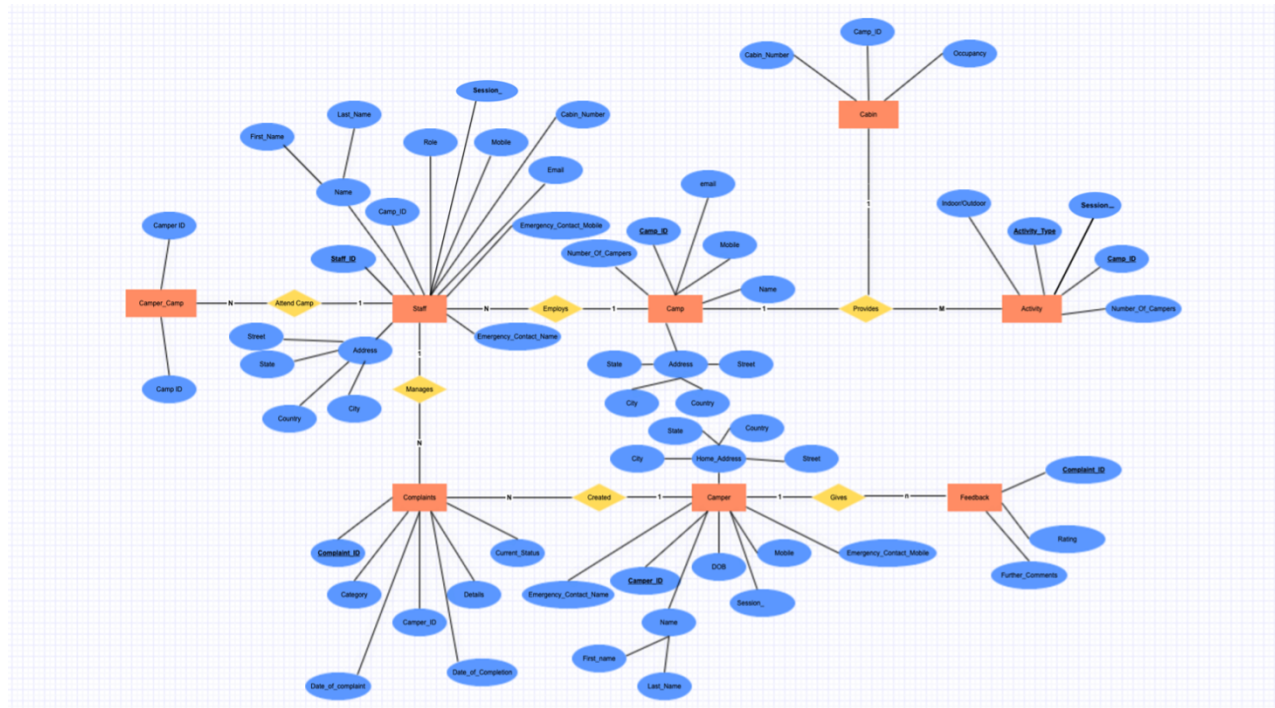 Camp_ID
Cabin_Number
Occupancy
Cabin
1
Session_
Last_Name
Cabin_Number
First_Name
Role
Mobile
Email
Name
Camp_ID
Emergency_Contact_Mobile
Staff_ID
Camper ID
Camper_Camp
N
Attend Camp
1
Staff
N
Employs
1
Camp
1
Provides
M
Activity
email
Camp_ID
Mobile
Number_Of_Campers
Name
Indoor/Outdoor
Session_
Activity_Type
Camp_ID
Number_Of_Campers
Camp ID
Street
State
Address
Country
City
Emergency_Contact_Name
1
Manages
N
State
Address
Street
City
Country
State
Country
City
Home_Address
Street
Complaints
N
Created
1
Camper
1
Gives
n
Feedback
Complaint_ID
Rating
Further_Comments
Complaint_ID
Current_Status
Category
Details
Camper_ID
Date_of_Completion
Date_of_complaint
Emergency_Contact_Name
Camper_ID
DOB
Mobile
Emergency_Contact_Mobile
Session_
Name
First_name
Last_Name